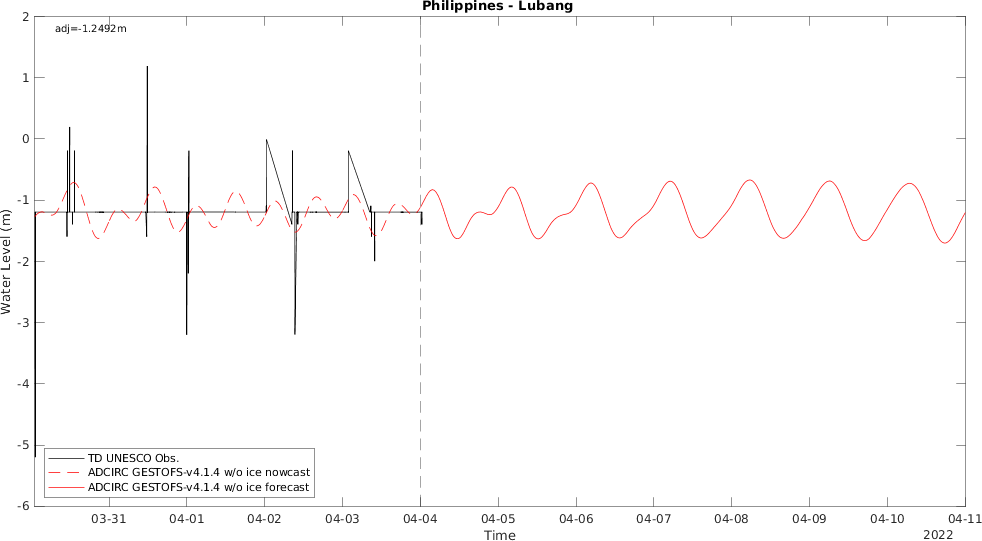 Philippines - Lubang
adj=-1.2492m
2
1
0
-1
-2
-3
-4
-5
-6
Water Level (m)
TD UNESCO Obs.
ADCIRC GESTOFS-v4.1.4 w/o ice nowcast
ADCIRC GESTOFS-v4.1.4 w/o ice forecast
03-31 04-01 04-02 04-03 04-04 04-05 04-06 04-07 04-08 04-09 04-10 04-11
Time
2022